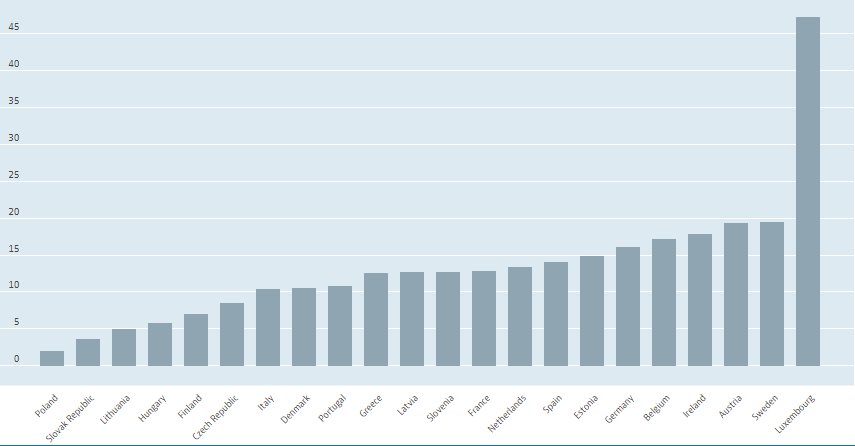 45
40
35
30
25
20
15
10
5
0
Poland
Slovak Republic
Lithuania
Hungary
Finland
Czech Republic
Italy
Denmark
Portugal
Greece
Latvia
Slovenia
France
Netherlands
Spain
Estonia
Germany
Belgium
Ireland
Austria
Sweden
Luxembourg